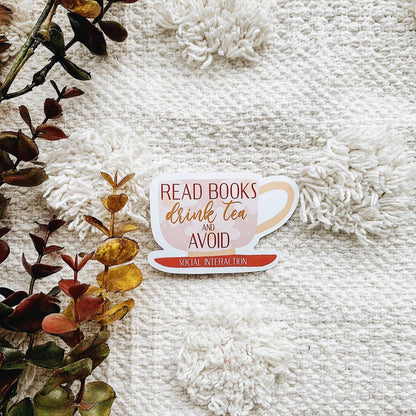 READ BOOKS
drink tea
AND
AVOID
SOCIAL INTERACTION